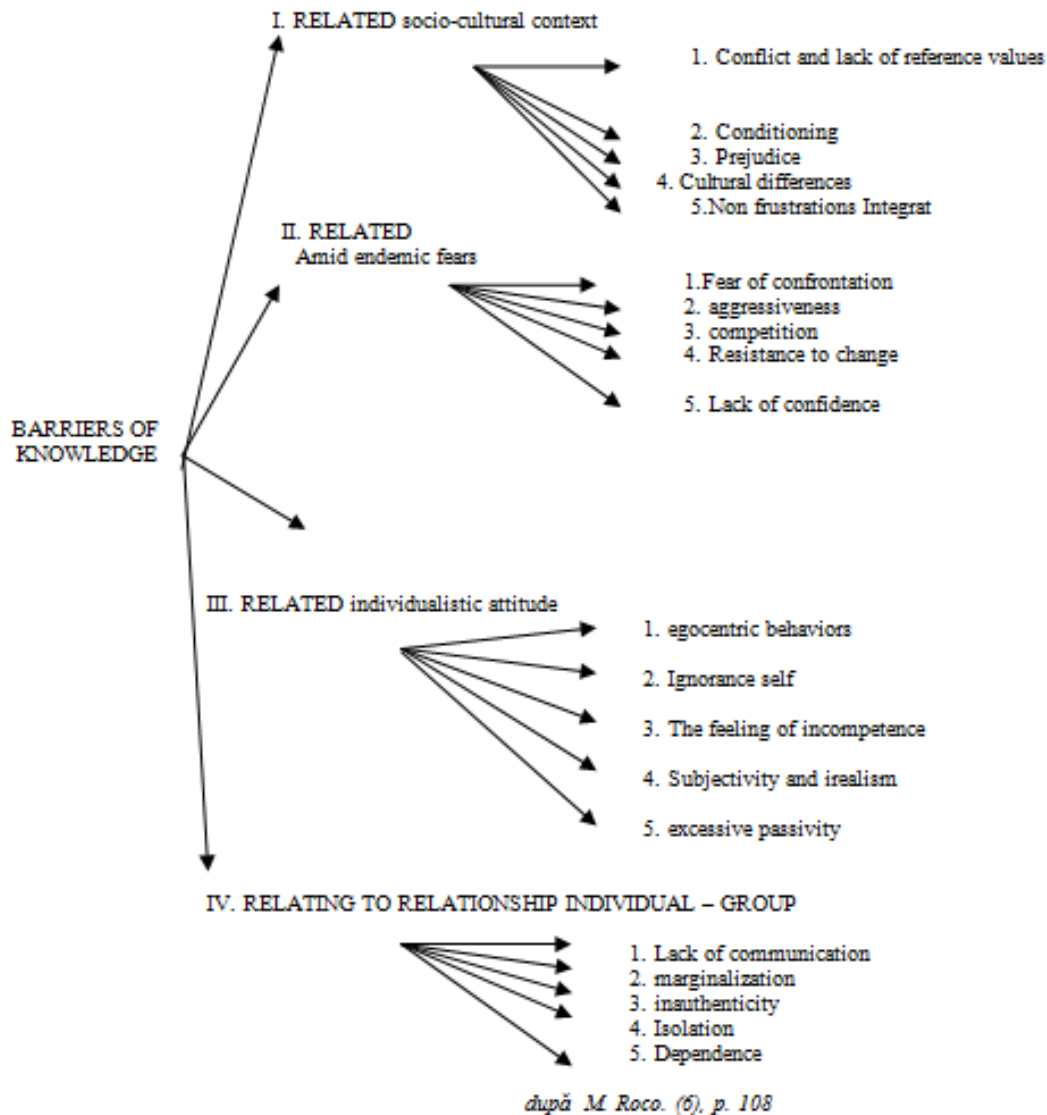 I. RELATED socio-cultural context
1. Conflict and lack of reference values
2. Conditioning
3. Prejudice
4. Cultural differences
5.Non frustrations Integrat
II. RELATED
Amid endemic fears
1.Fear of confrontation
2. aggressiveness
3. competition
4. Resistance to change
5. Lack of confidence
BARRIERS OF
KNOWLEDGE
III. RELATED individualistic attitude
1. egocentric behaviors
2. Ignorance self
3. The feeling of incompetence
4. Subjectivity and irealism
5. excessive passivity
IV. RELATING TO RELATIONSHIP INDIVIDUAL – GROUP
1. Lack of communication
2. marginalization
3. inauthenticity
4. Isolation
5. Dependence
după M. Roco. (6), p. 108